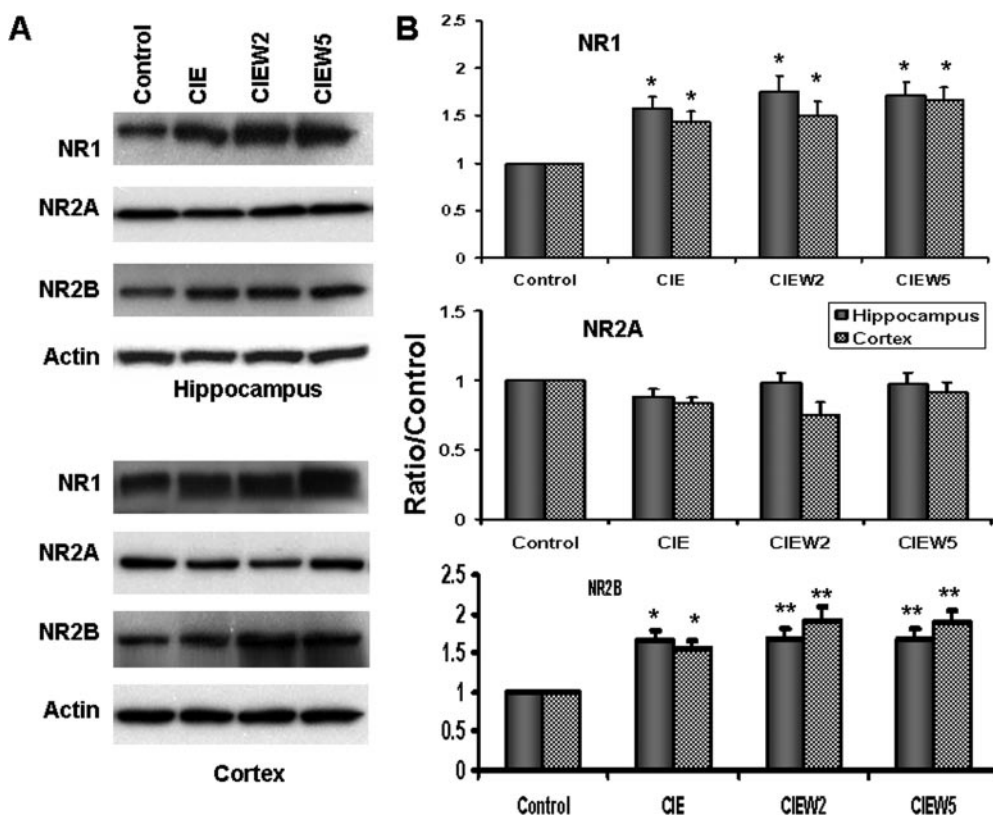 A
Control CIE CIEW2 CIEW5
NR1
NR2A
NR2B
Actin
Hippocampus
NR1
NR2A
NR2B
Actin
Cortex
B
Ratio/Control
NR1
2.5
2
1.5
1
0.5
0
* * * * * *
Control CIE CIEW2 CIEW5
NR2A
Hippocampus
Cortex
1.5
1
0.5
0
Control CIE CIEW2 CIEW5
NR2B
2.5
2
1.5
1
0.5
0
* * ** ** ** **
Control CIE CIEW2 CIEW5